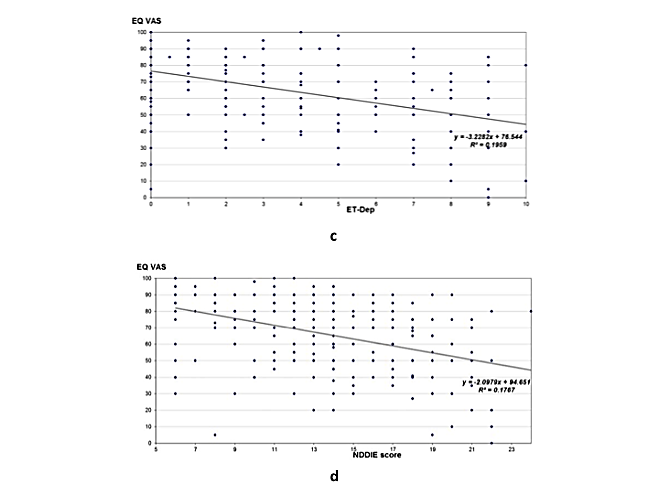 EQ VAS
100
90
80
70
60
50
40
30
20
10
0
y = -3.2282x + 76.544
R² = 0.1959
0 1 2 3 4 5 6 7 8 9 10
ET-Dep
c
EQ VAS
100
90
80
70
60
50
40
30
20
10
0
y = -2.0979x + 94.651
R² = 0.1767
5 7 9 11 13 15 17 19 21 23
NDDIE score
d